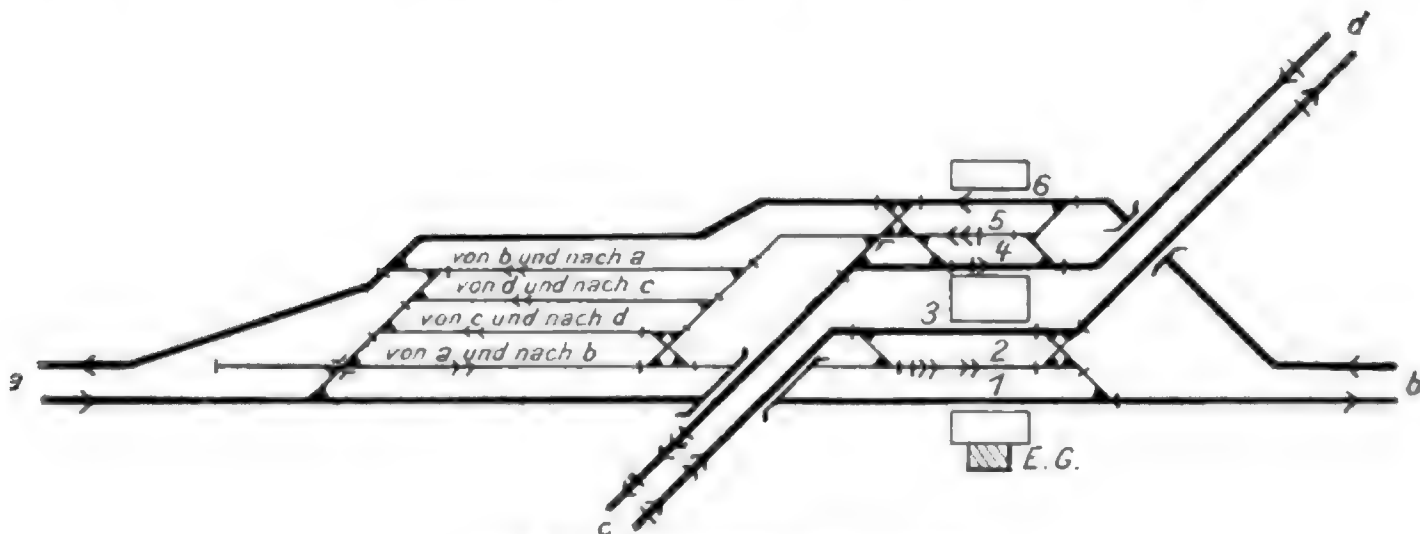 d
6
5
von b und nach a
4
von d und nach c
3
von c und nach d
2
von a und nach b
a
1
b
E.G.
c